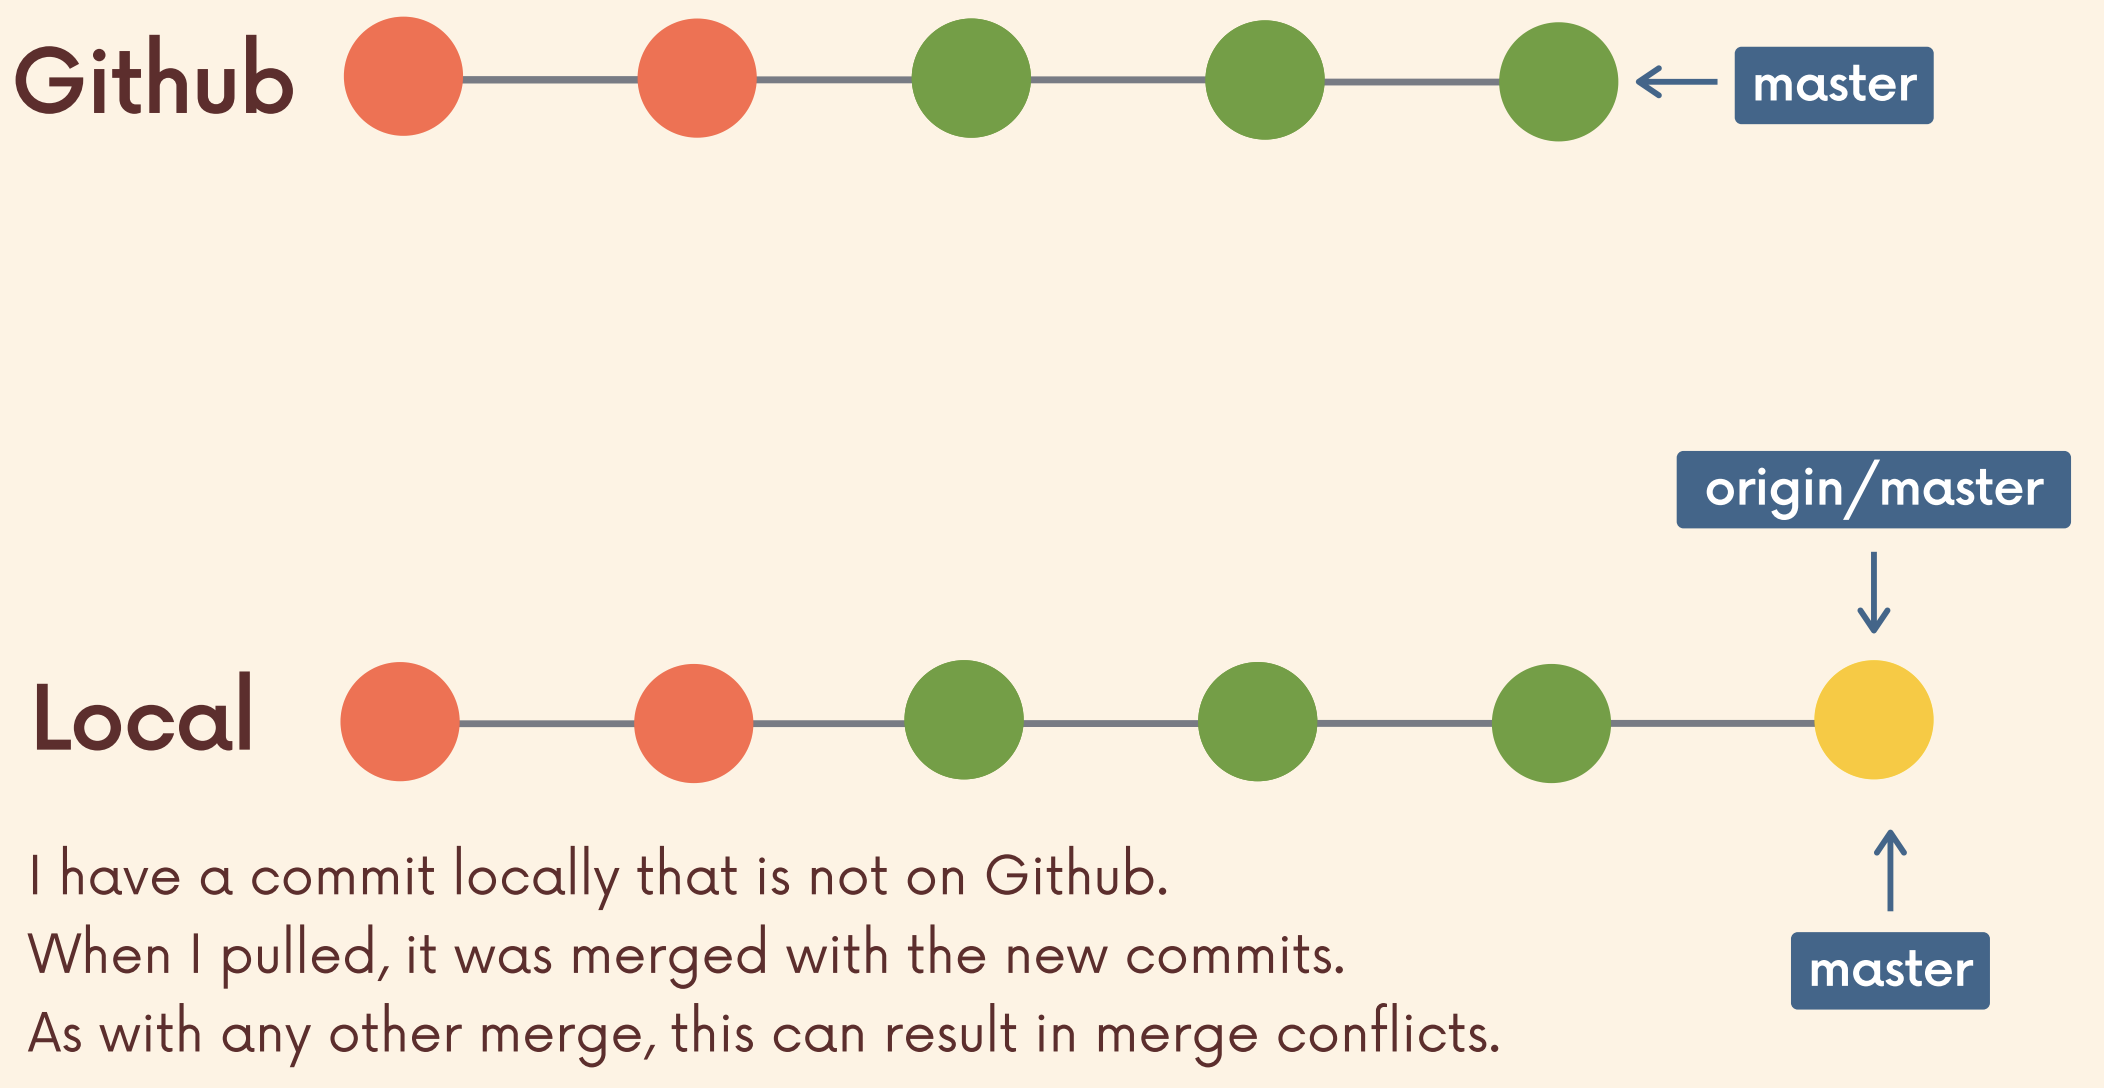 Github
master
origin/master
Local
I have a commit locally that is not on Github.
When I pulled, it was merged with the new commits.
As with any other merge, this can result in merge conflicts.
master